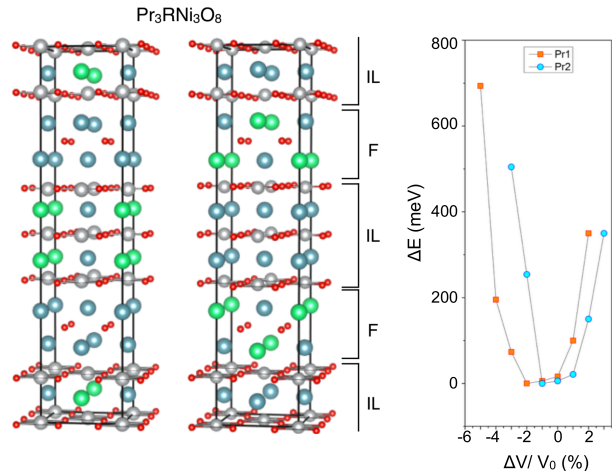 Pr₃RNi₃O₈
IL
F
IL
F
IL
Pr1
Pr2
800
600
400
200
0
ΔE (meV)
-6 -4 -2 0 2
ΔV/ V₀ (%)